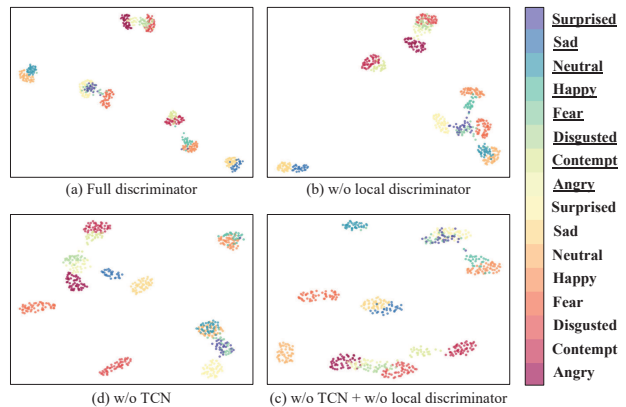 (a) Full discriminator
(b) w/o local discriminator
(d) w/o TCN
(c) w/o TCN + w/o local discriminator
Surprised
Sad
Neutral
Happy
Fear
Disgusted
Contempt
Angry
Surprised
Sad
Neutral
Happy
Fear
Disgusted
Contempt
Angry